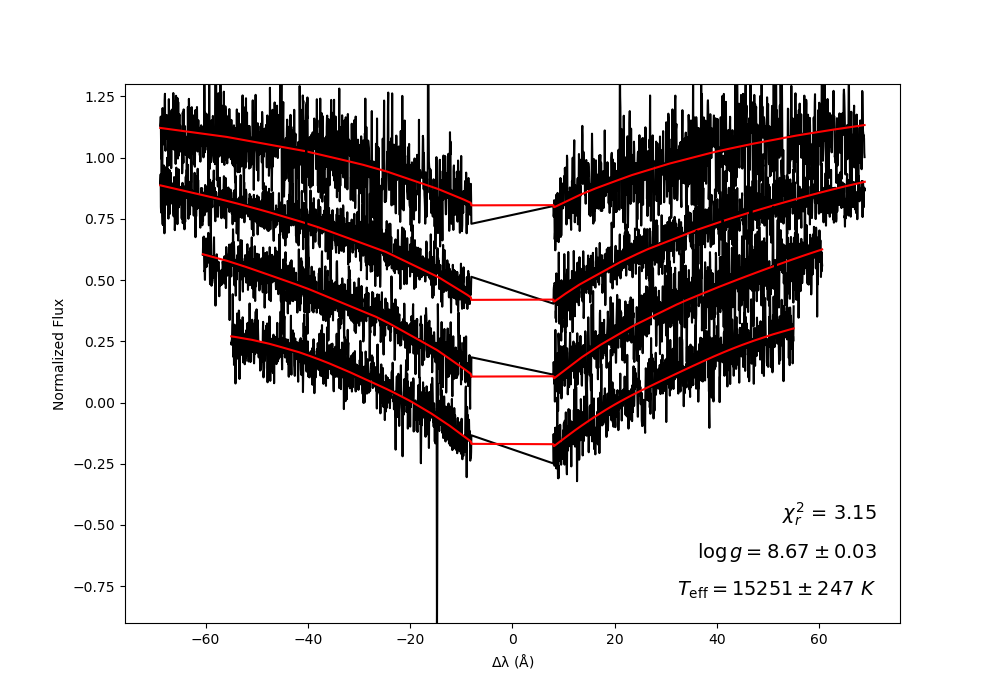 1.25
1.00
0.75
0.50
0.25
0.00
−0.25
−0.50
−0.75
Normalized Flux
χ²ᵣ = 3.15
log g = 8.67 ± 0.03
T_eff = 15251 ± 247 K
−60 −40 −20 0 20 40 60
Δλ (Å)